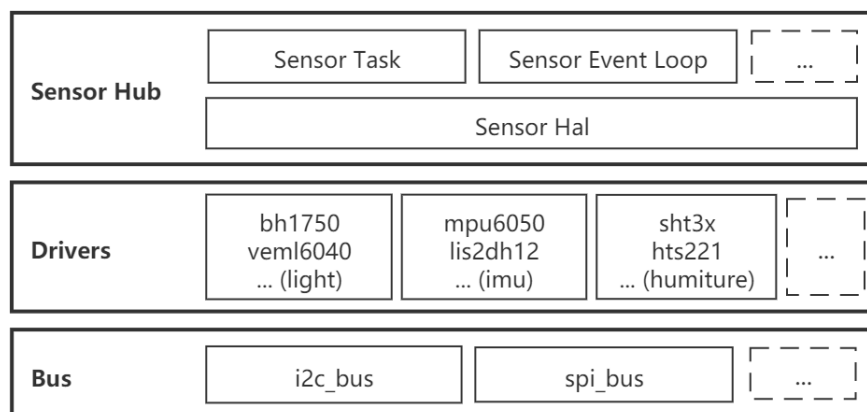 Sensor Hub
Sensor Task
Sensor Event Loop
...
Sensor Hal
Drivers
bh1750
veml6040
... (light)
mpu6050
lis2dh12
... (imu)
sht3x
hts221
... (humiture)
...
Bus
i2c_bus
spi_bus
...